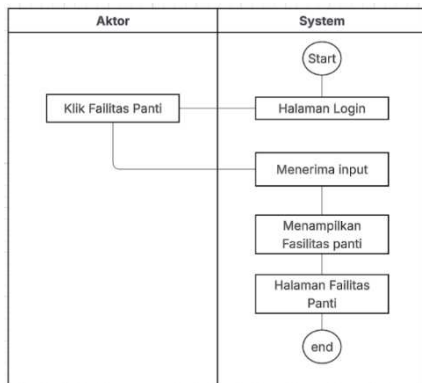 Aktor
System
Start
Klik Failitas Panti
Halaman Login
Menerima input
Menampilkan
Fasilitas panti
Halaman Failitas
Panti
end